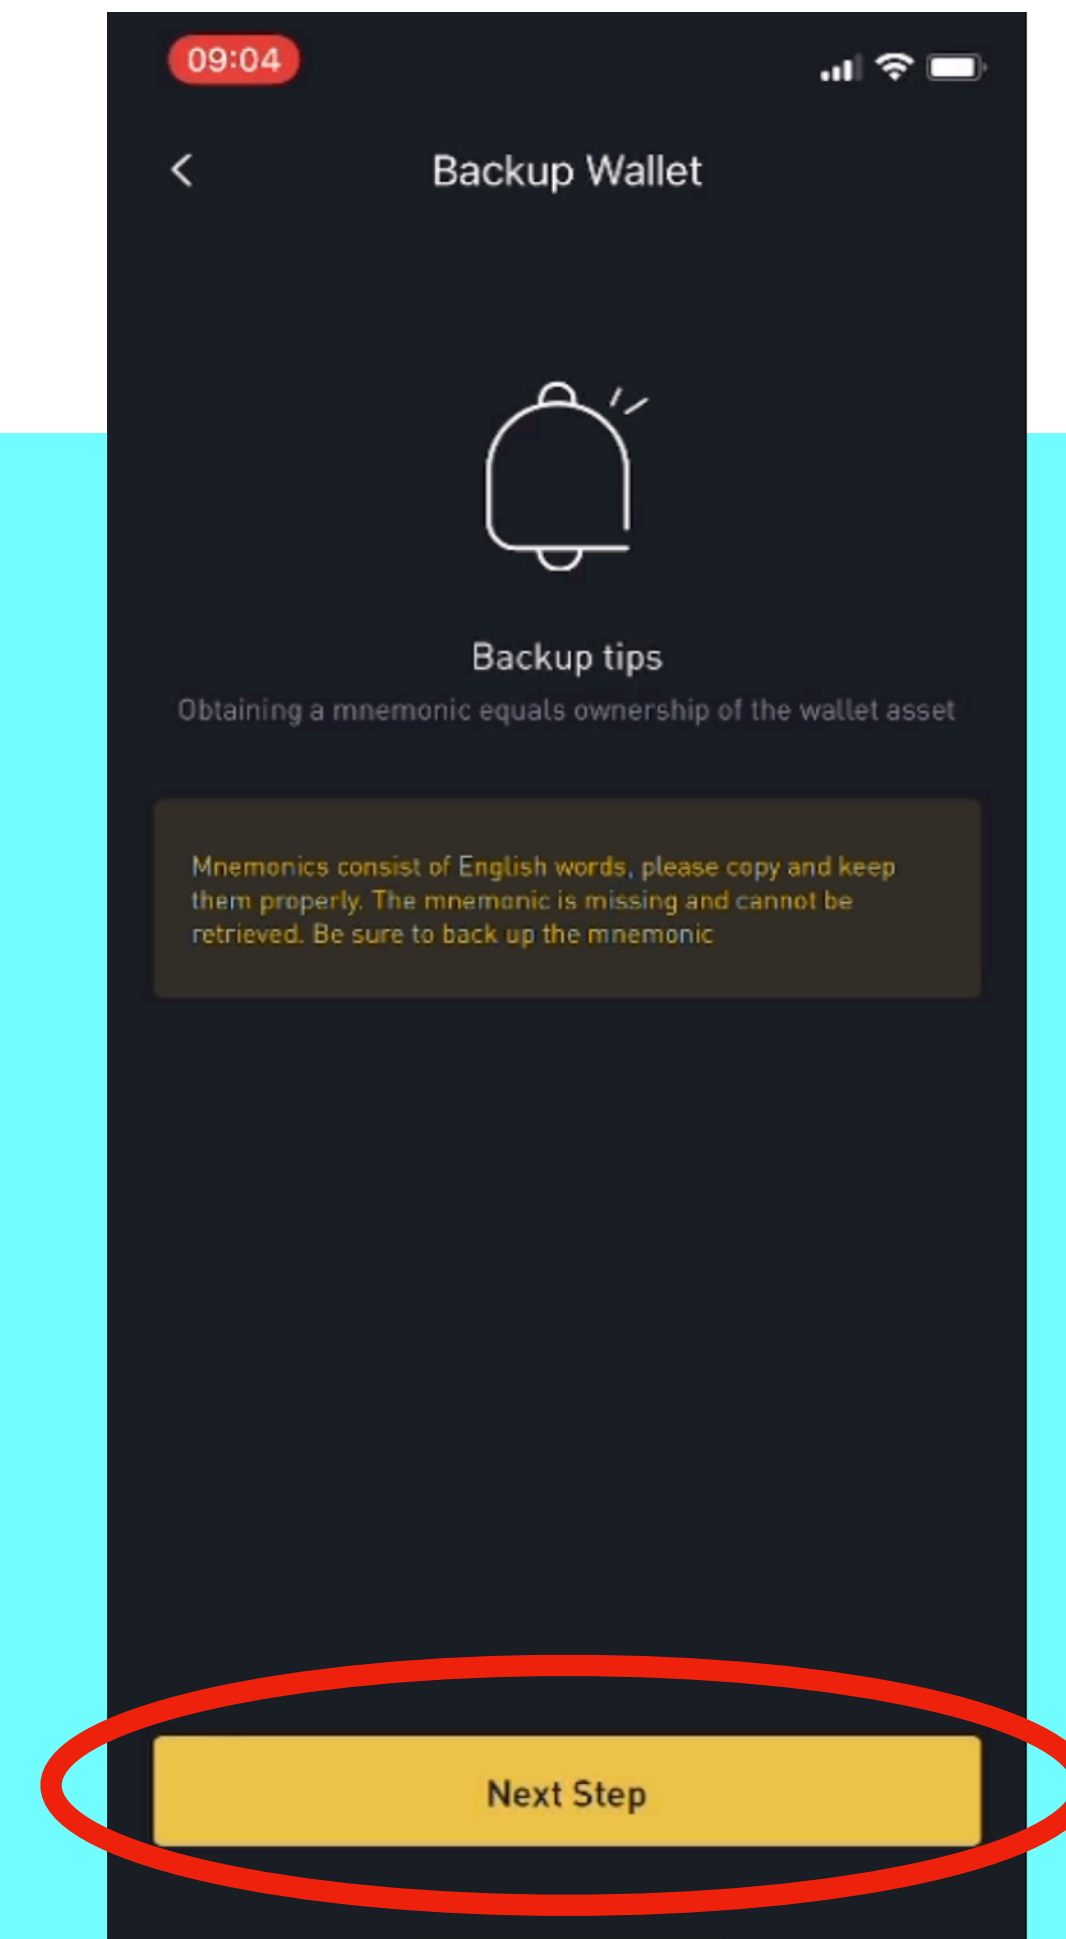 09:04
Backup Wallet
Backup tips
Obtaining a mnemonic equals ownership of the wallet asset
Mnemonics consist of English words, please copy and keep
them properly. The mnemonic is missing and cannot be
retrieved. Be sure to back up the mnemonic
Next Step